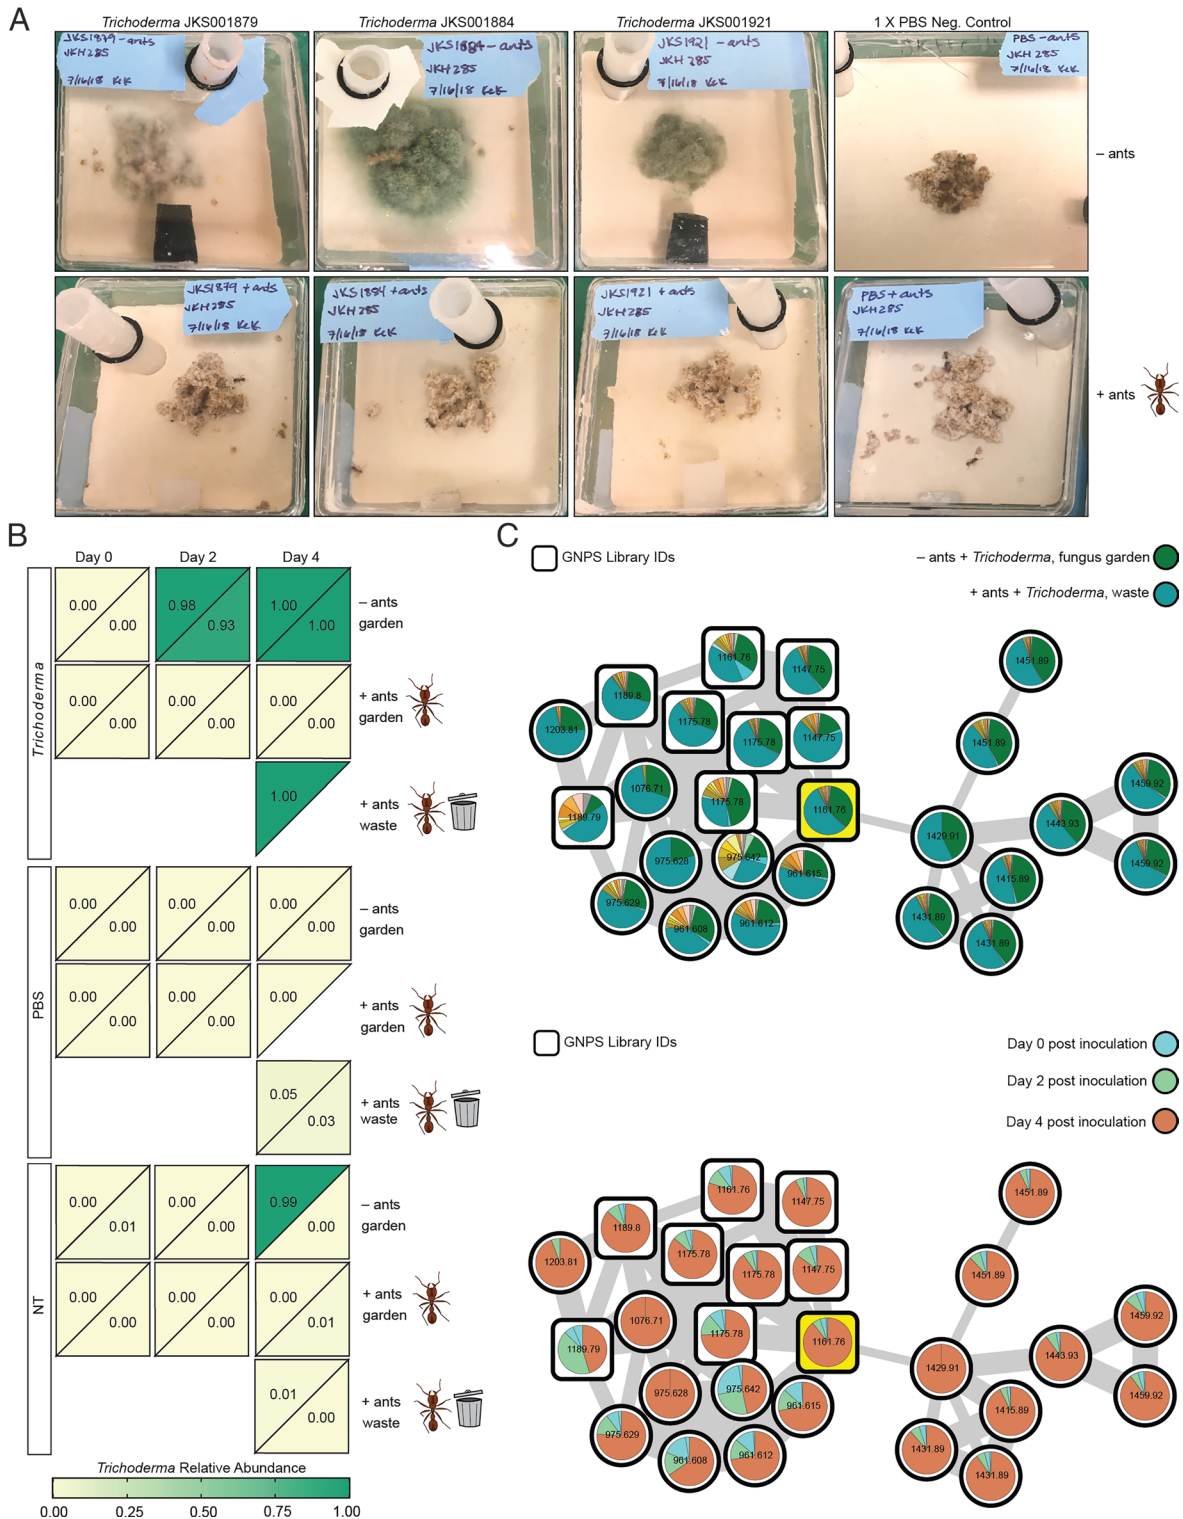 A
Trichoderma JKS001879
Trichoderma JKS001884
Trichoderma JKS001921
1 X PBS Neg. Control
JKS1879 -ants
JKH285
7/16/18 KcK
JKS1884 -ants
JKH285
7/16/18 KcK
JKS1921 -ants
JKH285
7/16/18 KcK
PBS -ants
JKH285
7/16/18 KcK
– ants
JKS1879 +ants
JKH285
7/16/18 KcK
JKS1884 +ants
JKH285
7/16/18 KcK
JKS1921 +ants
JKH285
7/16/18 KcK
PBS +ants
JKH285
7/16/18 KcK
+ ants
B
Day 0
Day 2
Day 4
Trichoderma
0.00
0.00
0.98
0.93
1.00
1.00
– ants
garden
0.00
0.00
0.00
0.00
0.00
0.00
+ ants
garden
1.00
+ ants
waste
PBS
0.00
0.00
0.00
0.00
0.00
0.00
– ants
garden
0.00
0.00
0.00
0.00
0.00
+ ants
garden
0.05
0.03
+ ants
waste
NT
0.00
0.01
0.00
0.00
0.99
0.00
– ants
garden
0.00
0.00
0.00
0.00
0.00
0.01
+ ants
garden
0.01
0.00
+ ants
waste
Trichoderma Relative Abundance
0.00
0.25
0.50
0.75
1.00
C
GNPS Library IDs
– ants + Trichoderma, fungus garden
+ ants + Trichoderma, waste
1161.76
1147.75
1451.89
1189.8
1175.78
1203.81
1175.78
1147.75
1451.89
1076.71
1175.78
1189.79
1161.76
1459.92
1429.91
1443.93
975.628
975.642
961.615
1459.92
1415.89
975.629
961.608
961.612
1431.89
1431.89
GNPS Library IDs
Day 0 post inoculation
Day 2 post inoculation
Day 4 post inoculation
1161.76
1147.75
1451.89
1189.8
1175.78
1203.81
1175.78
1147.75
1451.89
1076.71
1175.78
1189.79
1161.76
1459.92
1429.91
1443.93
975.628
975.642
961.615
1459.92
1415.89
975.629
961.608
961.612
1431.89
1431.89